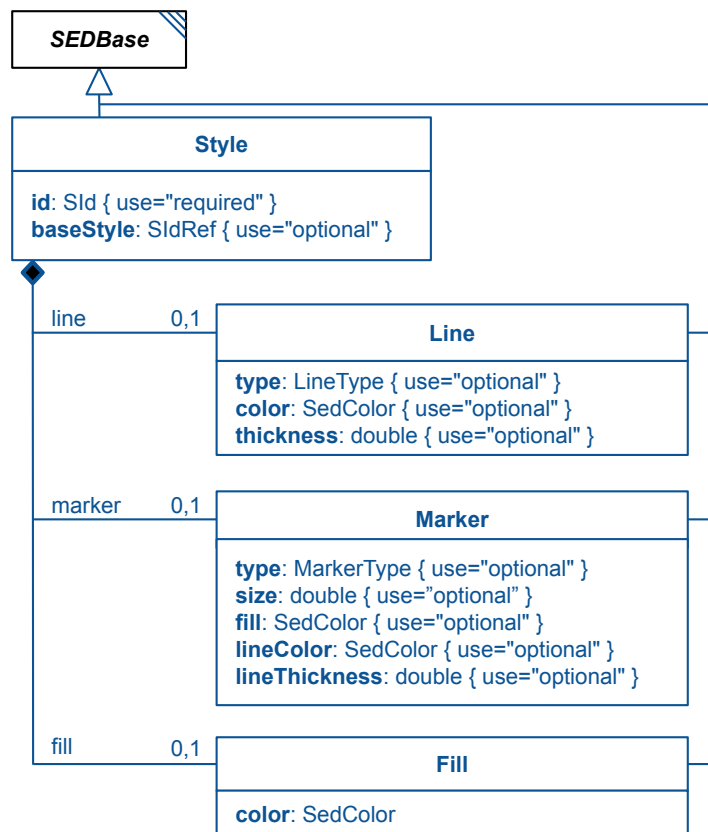 SEDBase
Style
id: SId { use="required" }
baseStyle: SIdRef { use="optional" }
line 0,1
Line
type: LineType { use="optional" }
color: SedColor { use="optional" }
thickness: double { use="optional" }
marker 0,1
Marker
type: MarkerType { use="optional" }
size: double { use=”optional” }
fill: SedColor { use="optional" }
lineColor: SedColor { use="optional" }
lineThickness: double { use="optional" }
fill 0,1
Fill
color: SedColor